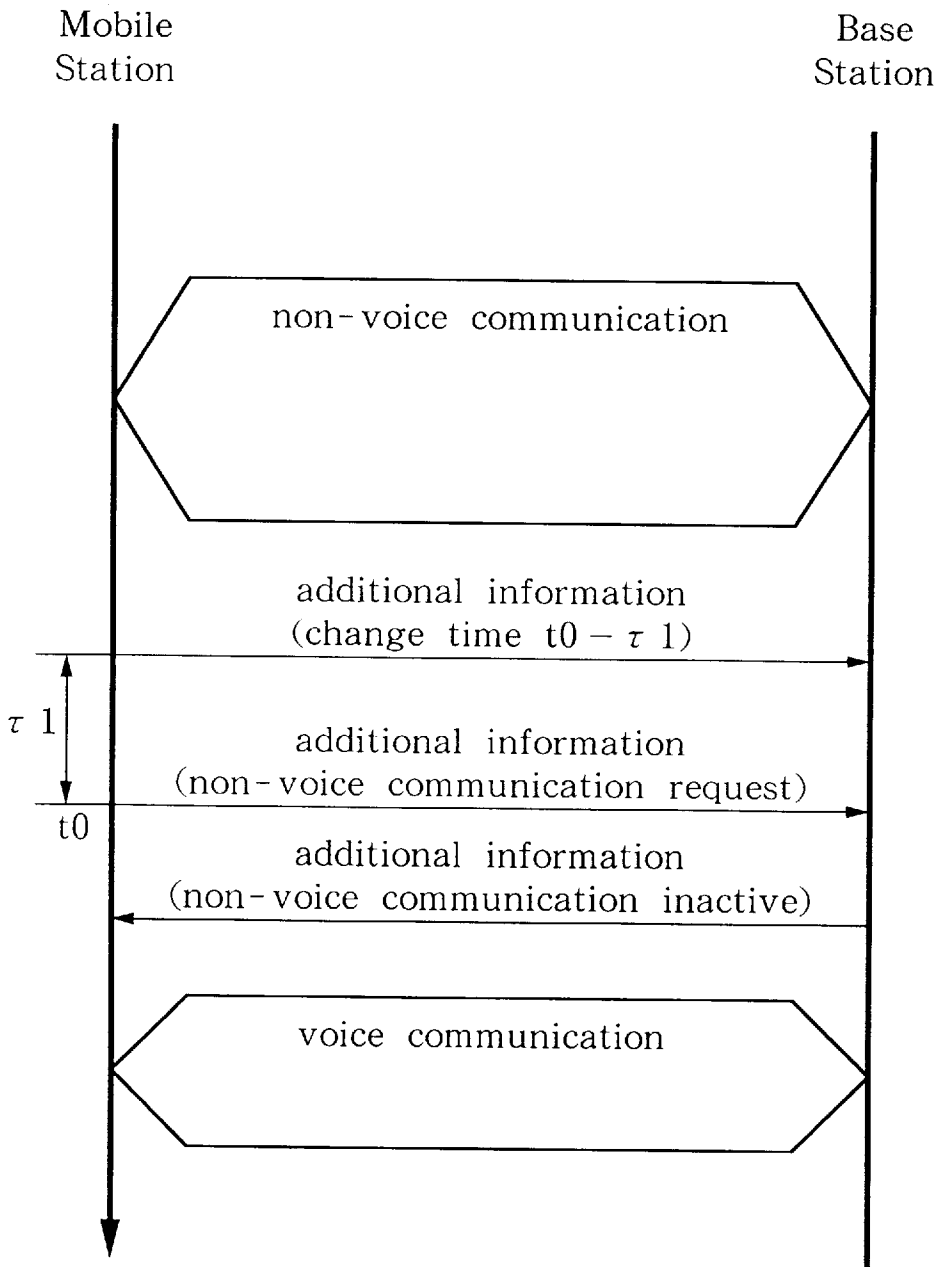 Mobile
Station
Base
Station
non-voice communication
additional information
(change time t0 − τ 1)
τ 1
additional information
(non-voice communication request)
t0
additional information
(non-voice communication inactive)
voice communication